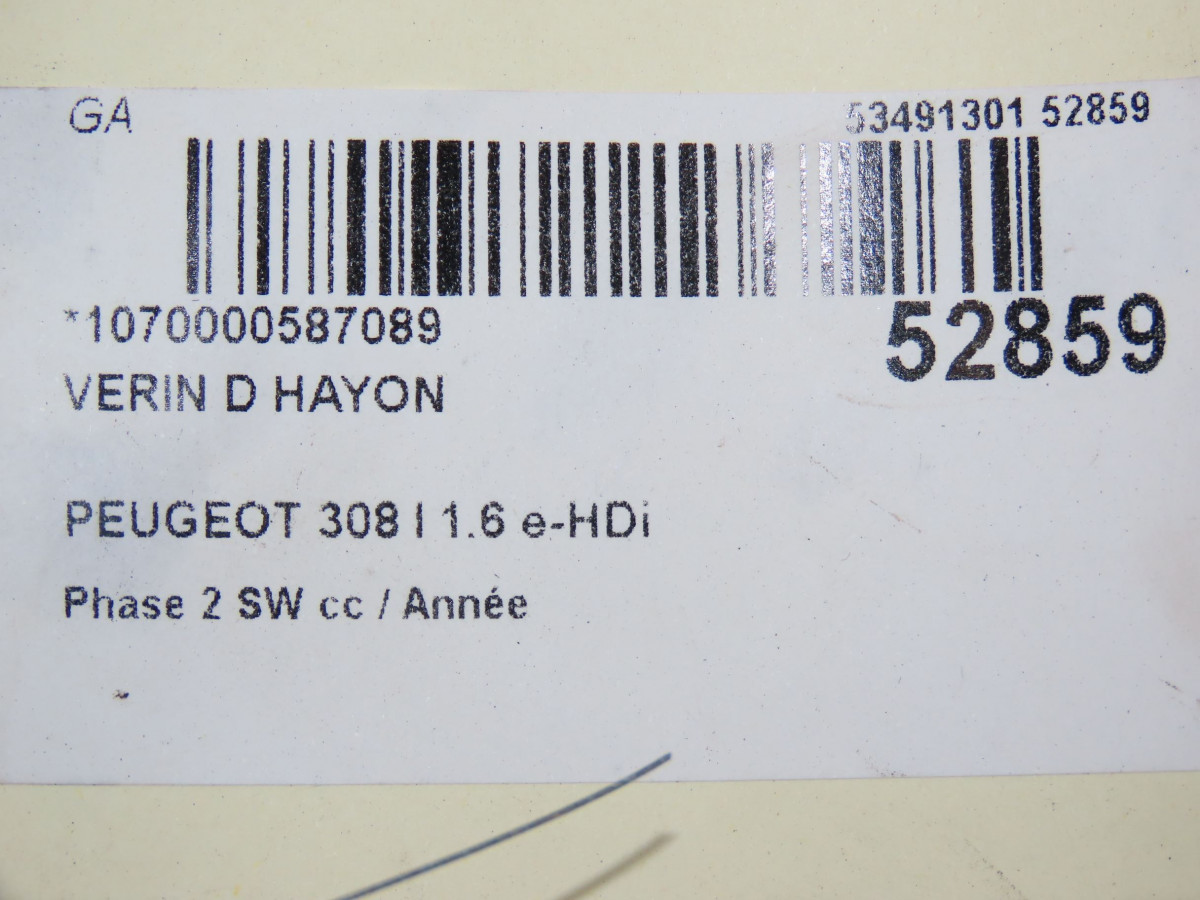 GA
53491301 52859
*1070000587089
52859
VERIN D HAYON
PEUGEOT 308 I 1.6 e-HDi
Phase 2 SW cc / Année